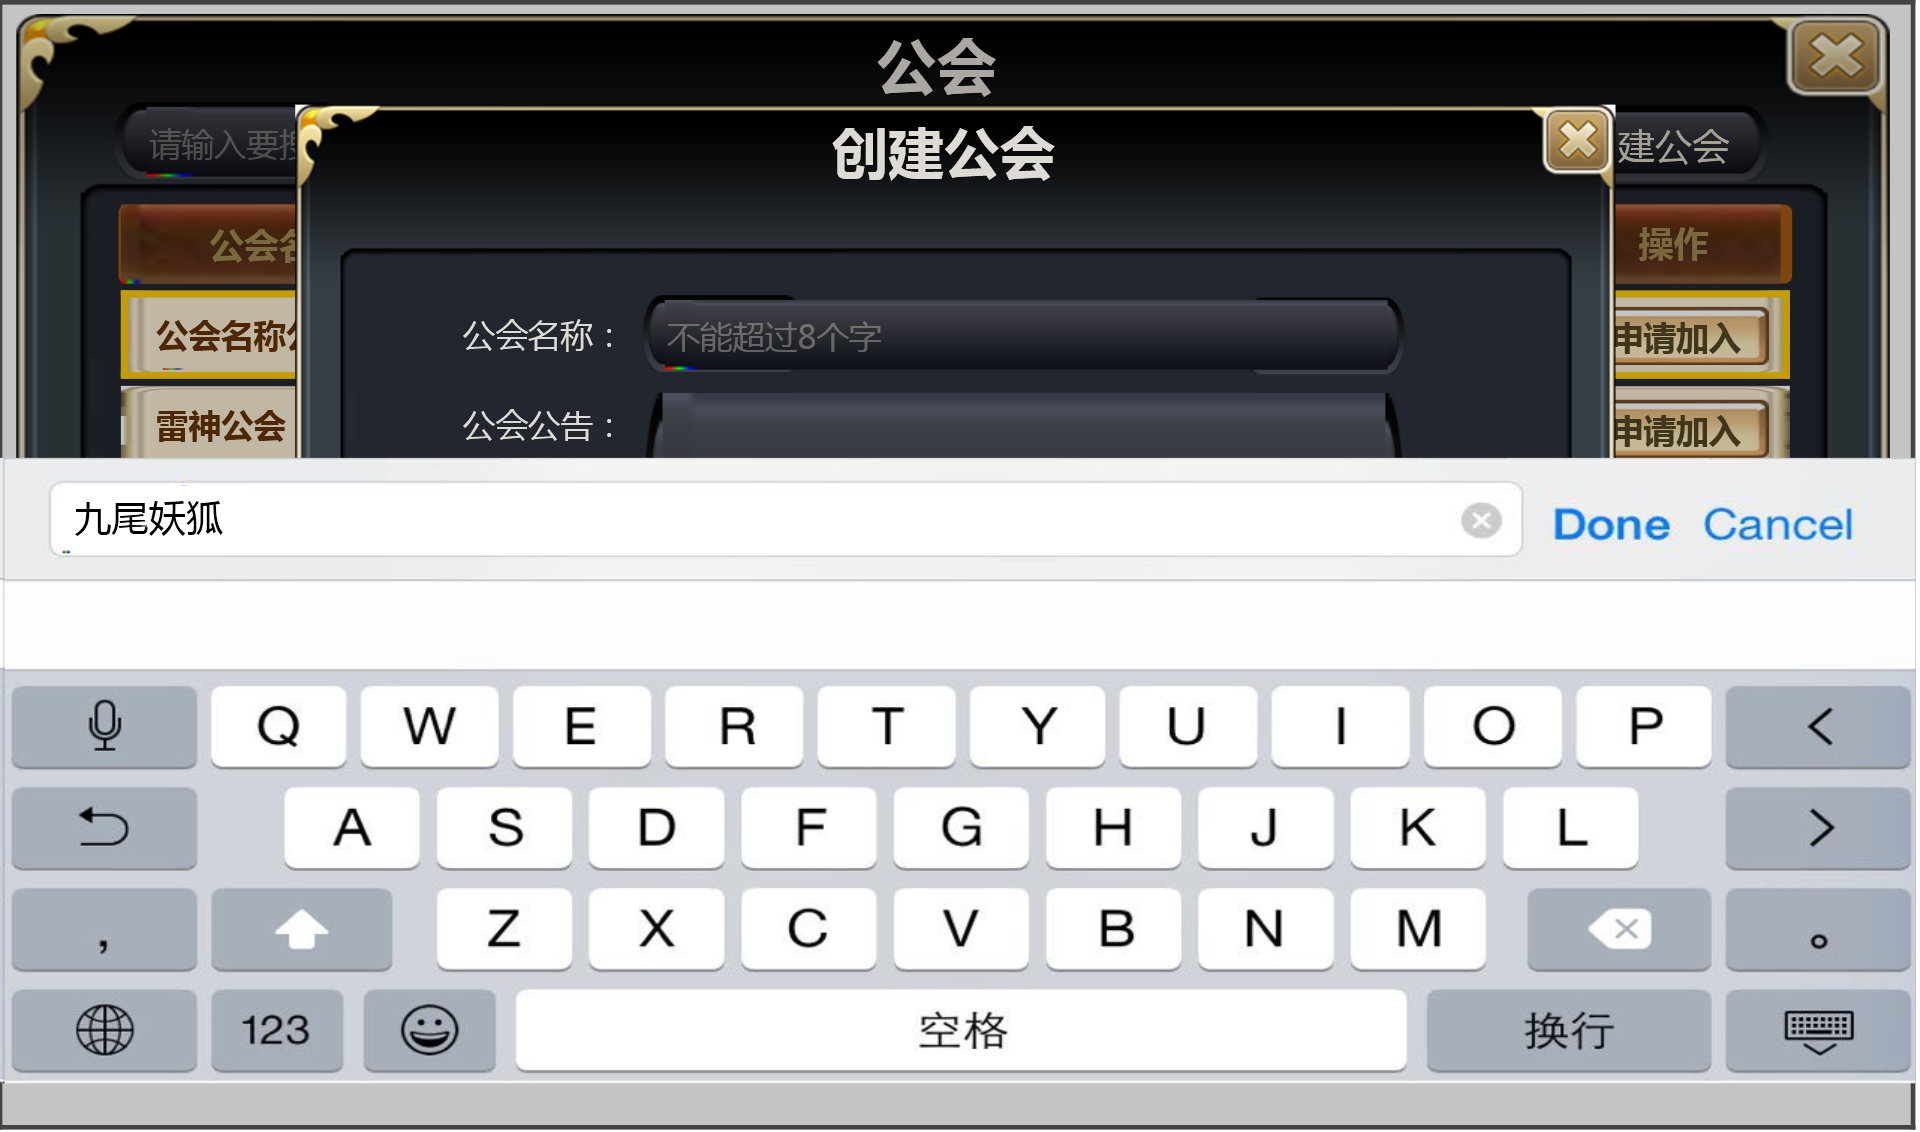 公会
创建公会
请输入要搜
建公会
公会名
操作
公会名称：
不能超过8个字
公会名称公
申请加入
公会公告：
雷神公会
申请加入
九尾妖狐
Done
Cancel
Q W E R T Y U I O P <
A S D F G H J K L >
, Z X C V B N M 。
123
空格
换行